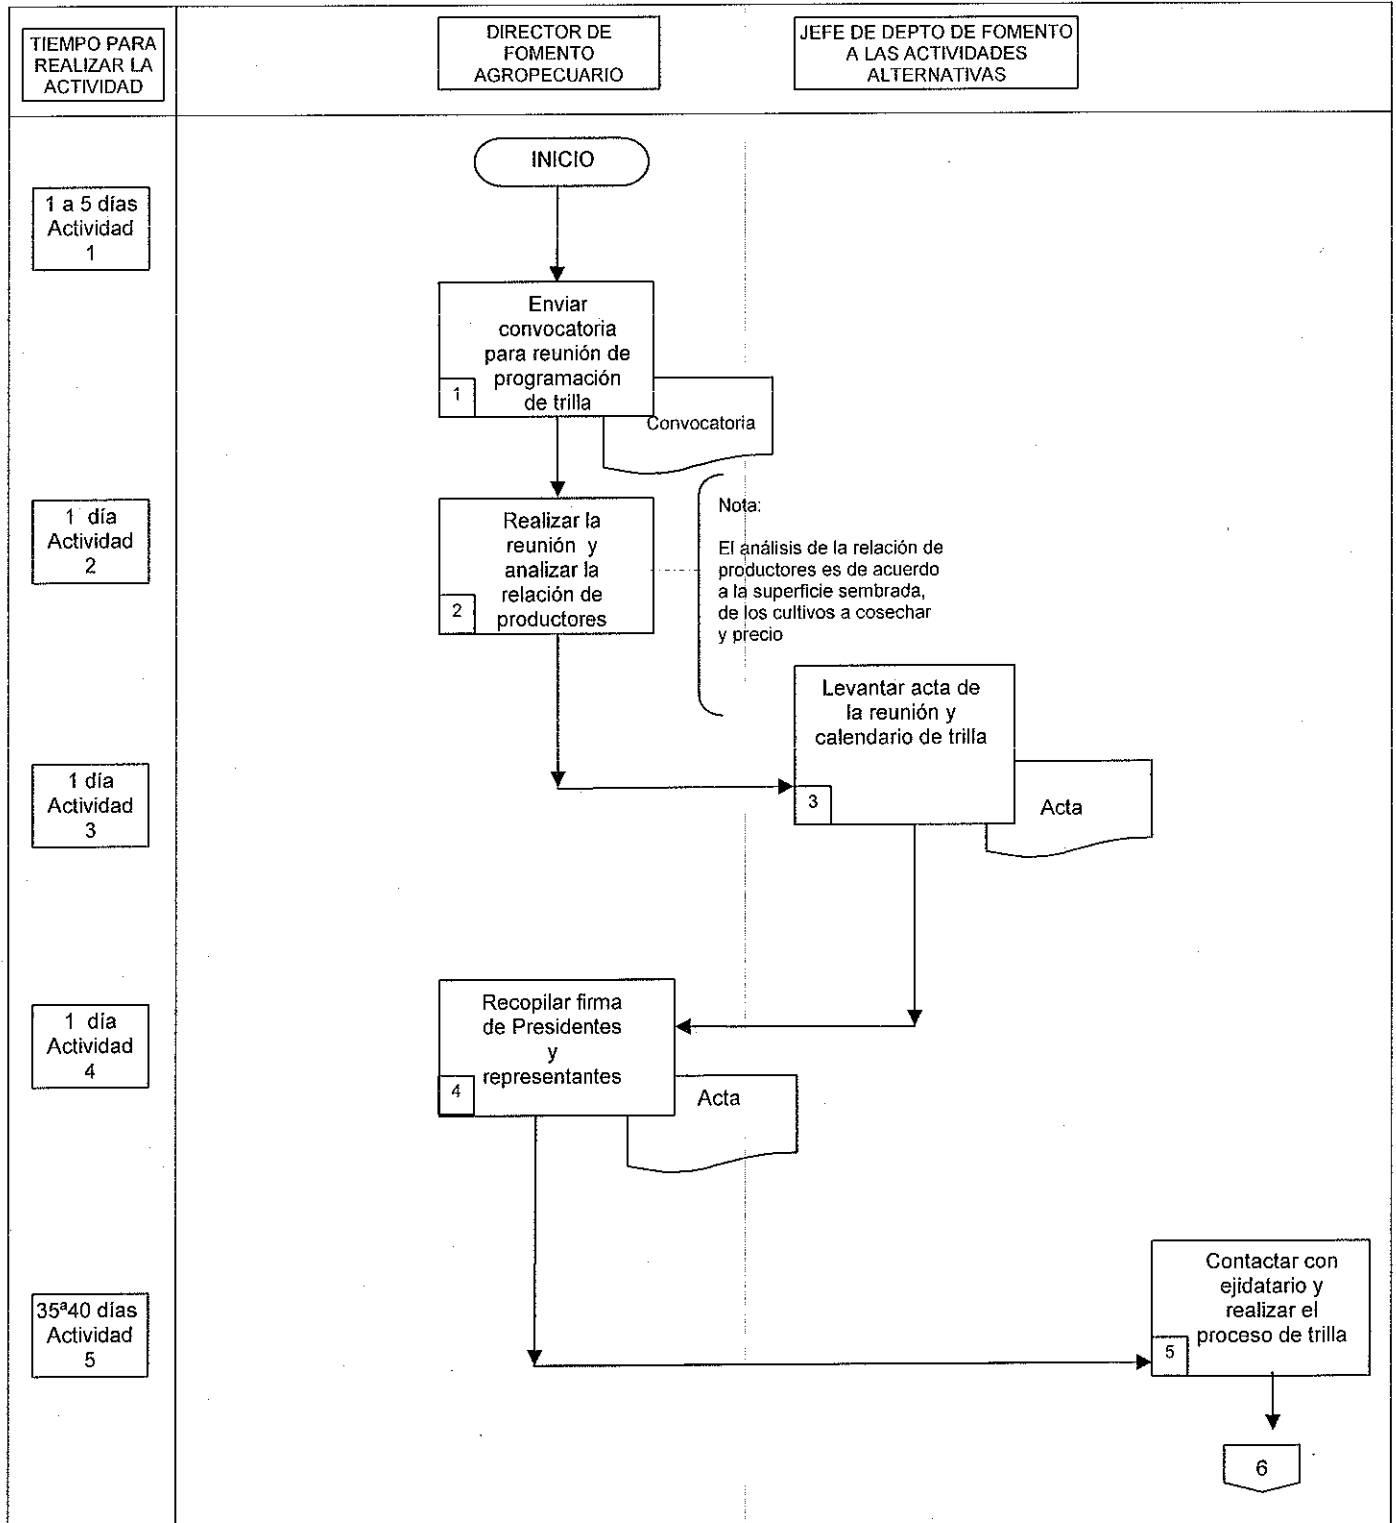 TIEMPO PARA
REALIZAR LA
ACTIVIDAD
DIRECTOR DE
FOMENTO
AGROPECUARIO
JEFE DE DEPTO DE FOMENTO
A LAS ACTIVIDADES
ALTERNATIVAS
INICIO
1 a 5 días
Actividad
1
Enviar
convocatoria
para reunión de
programación
de trilla
1
Convocatoria
1 día
Actividad
2
Realizar la
reunión y
analizar la
relación de
productores
2
Nota:
El análisis de la relación de
productores es de acuerdo
a la superficie sembrada,
de los cultivos a cosechar
y precio
Levantar acta de
la reunión y
calendario de trilla
3
Acta
1 día
Actividad
3
1 día
Actividad
4
Recopilar firma
de Presidentes
y
representantes
4
Acta
35ª40 días
Actividad
5
Contactar con
ejidatario y
realizar el
proceso de trilla
5
6